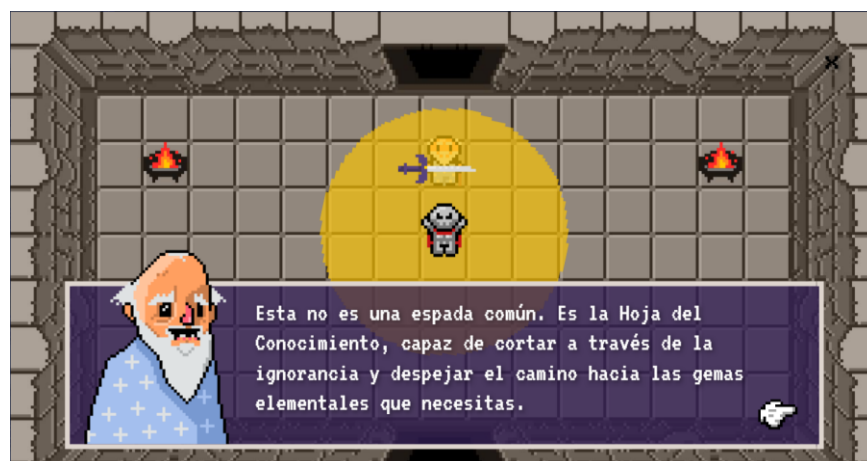 Esta no es una espada común. Es la Hoja del
Conocimiento, capaz de cortar a través de la
ignorancia y despejar el camino hacia las gemas
elementales que necesitas.